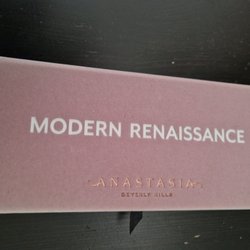 MODERN RENAISSANCE
ANASTASIA
BEVERLY HILLS